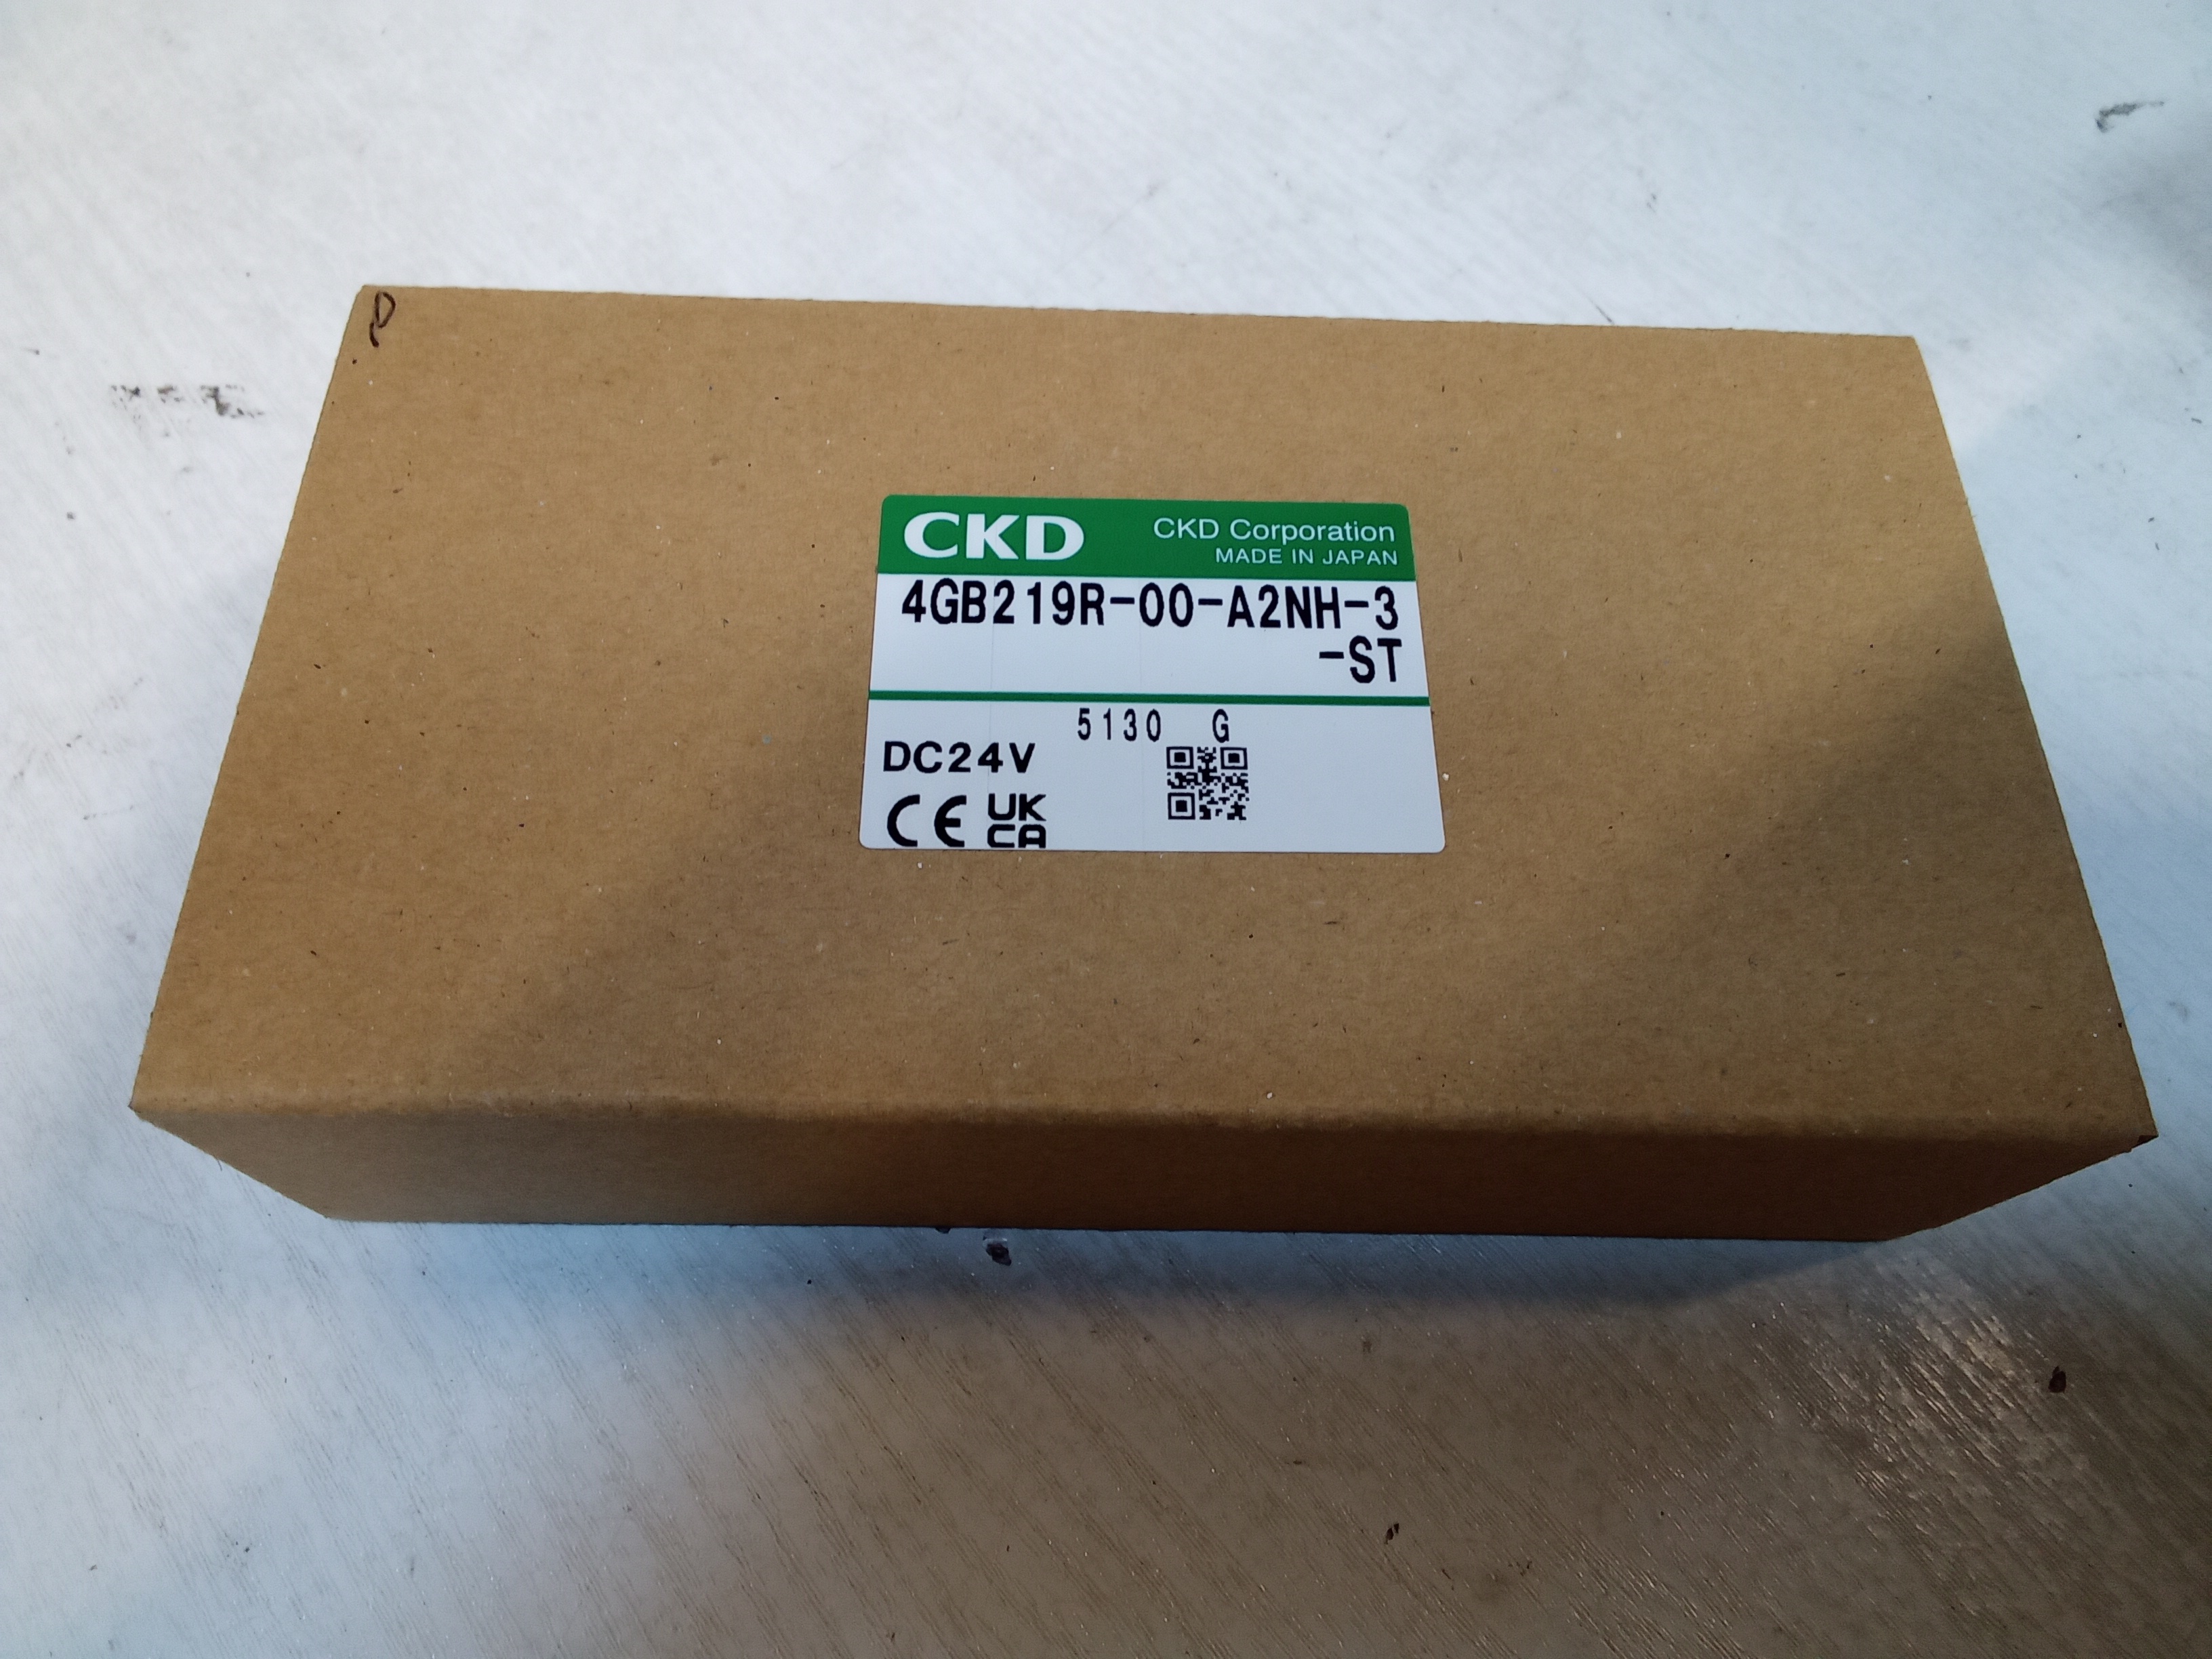 CKD
CKD Corporation
MADE IN JAPAN
4GB219R-00-A2NH-3
-ST
5130 G
DC24V
CE UK
CA